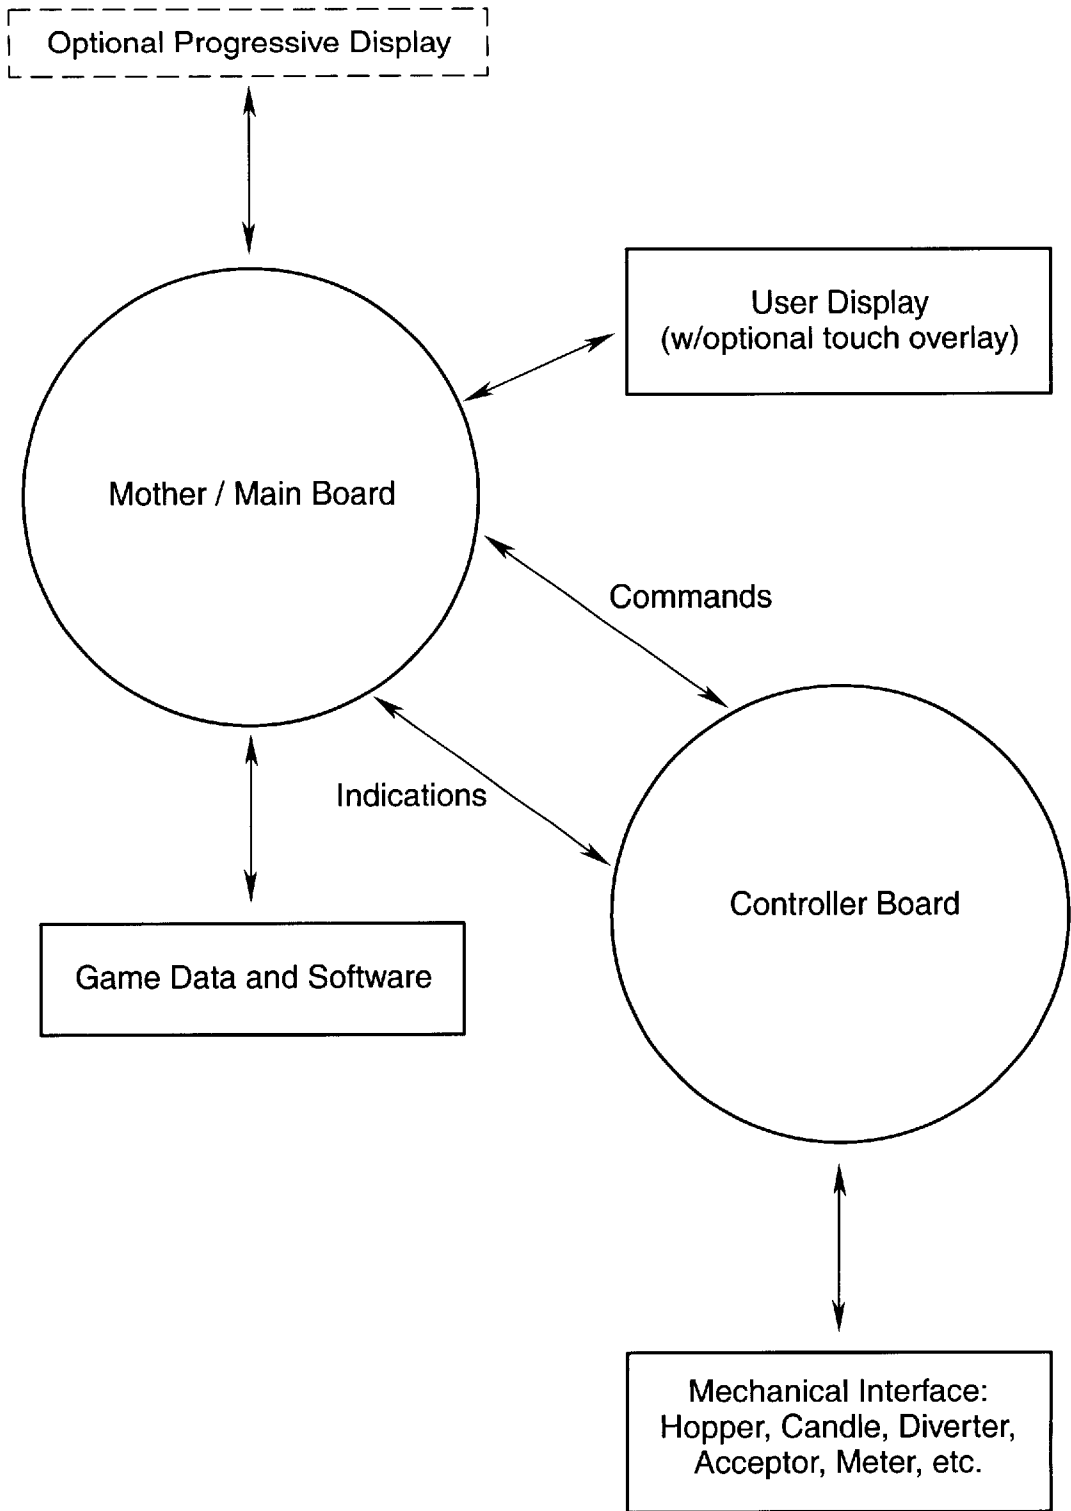 Optional Progressive Display
User Display
(w/optional touch overlay)
Mother / Main Board
Commands
Indications
Controller Board
Game Data and Software
Mechanical Interface:
Hopper, Candle, Diverter,
Acceptor, Meter, etc.